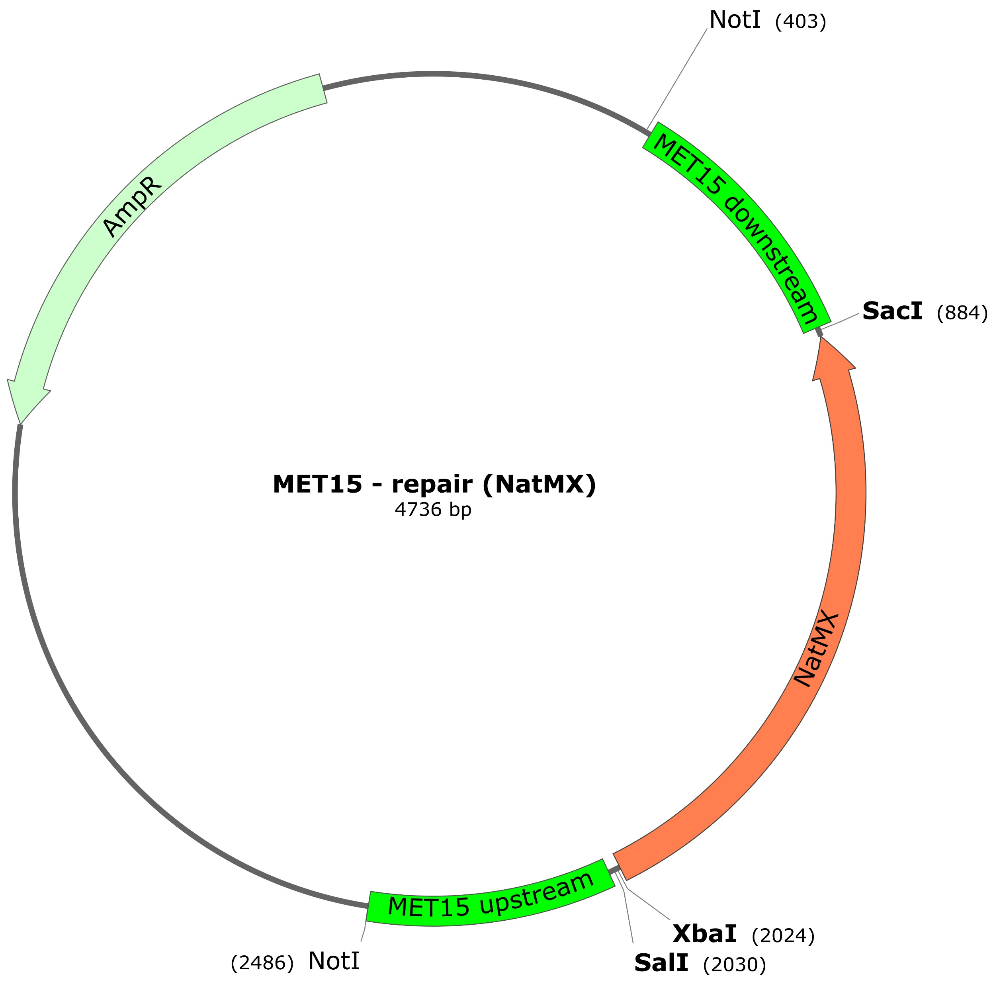 NotI (403)
MET15 downstream
AmpR
SacI (884)
MET15 - repair (NatMX)
4736 bp
NatMX
MET15 upstream
XbaI (2024)
(2486) NotI
SalI (2030)